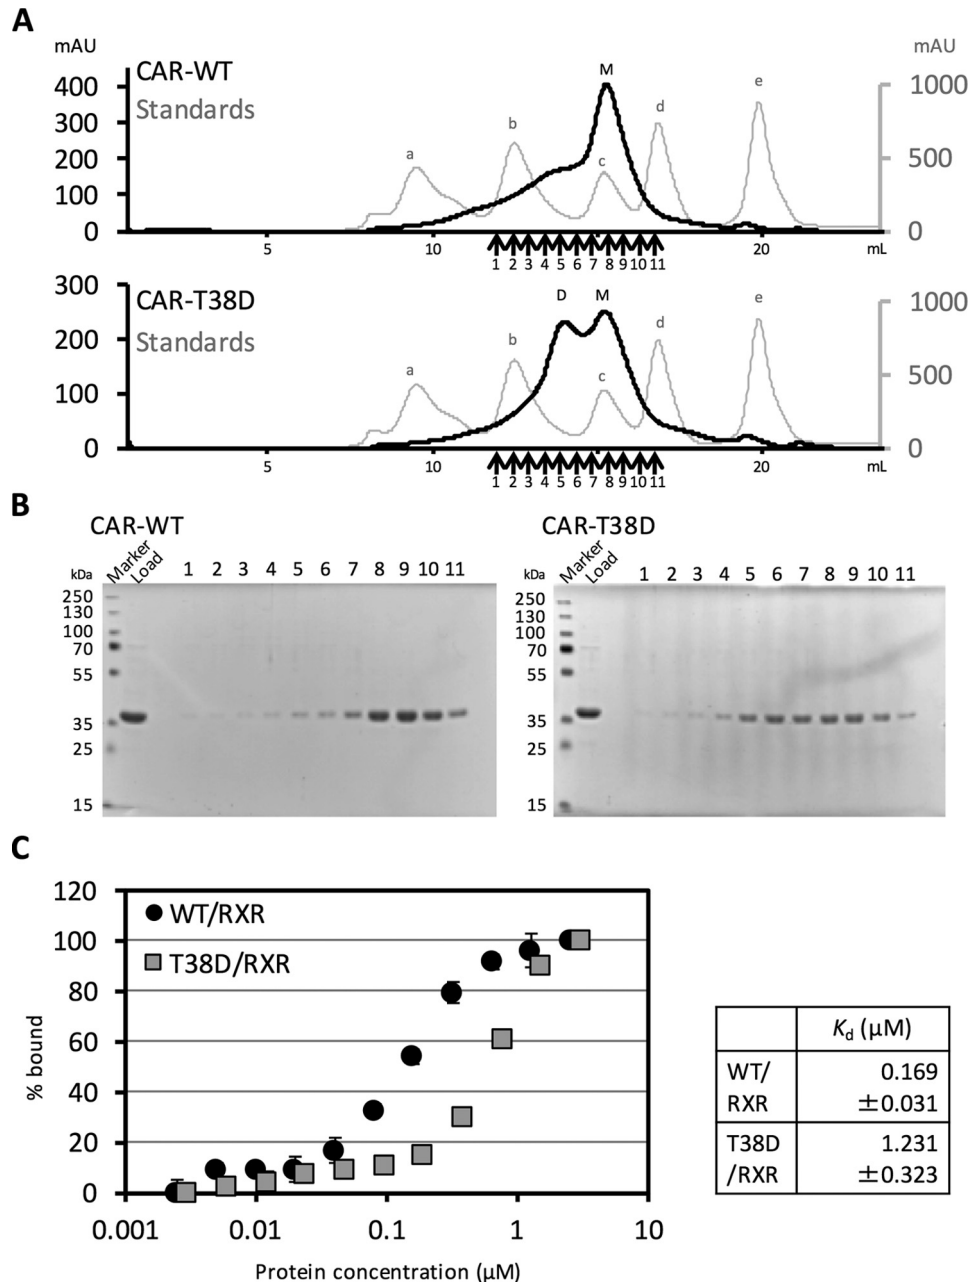 A
mAU
mAU
CAR-WT
Standards
400
300
200
100
0
1000
500
0
a
b
M
c
d
e
5
10
20
mL
1 2 3 4 5 6 7 8 9 10 11
CAR-T38D
Standards
300
200
100
0
1000
500
0
a
b
D
M
c
d
e
5
10
20
mL
1 2 3 4 5 6 7 8 9 10 11
B
CAR-WT
kDa
Marker
Load
1 2 3 4 5 6 7 8 9 10 11
250
130
100
70
55
35
25
15
CAR-T38D
kDa
Marker
Load
1 2 3 4 5 6 7 8 9 10 11
250
130
100
70
55
35
25
15
C
% bound
120
100
80
60
40
20
0
WT/RXR
T38D/RXR
0.001 0.01 0.1 1 10
Protein concentration (μM)
Kd (μM)
WT/
RXR
0.169
±0.031
T38D
/RXR
1.231
±0.323